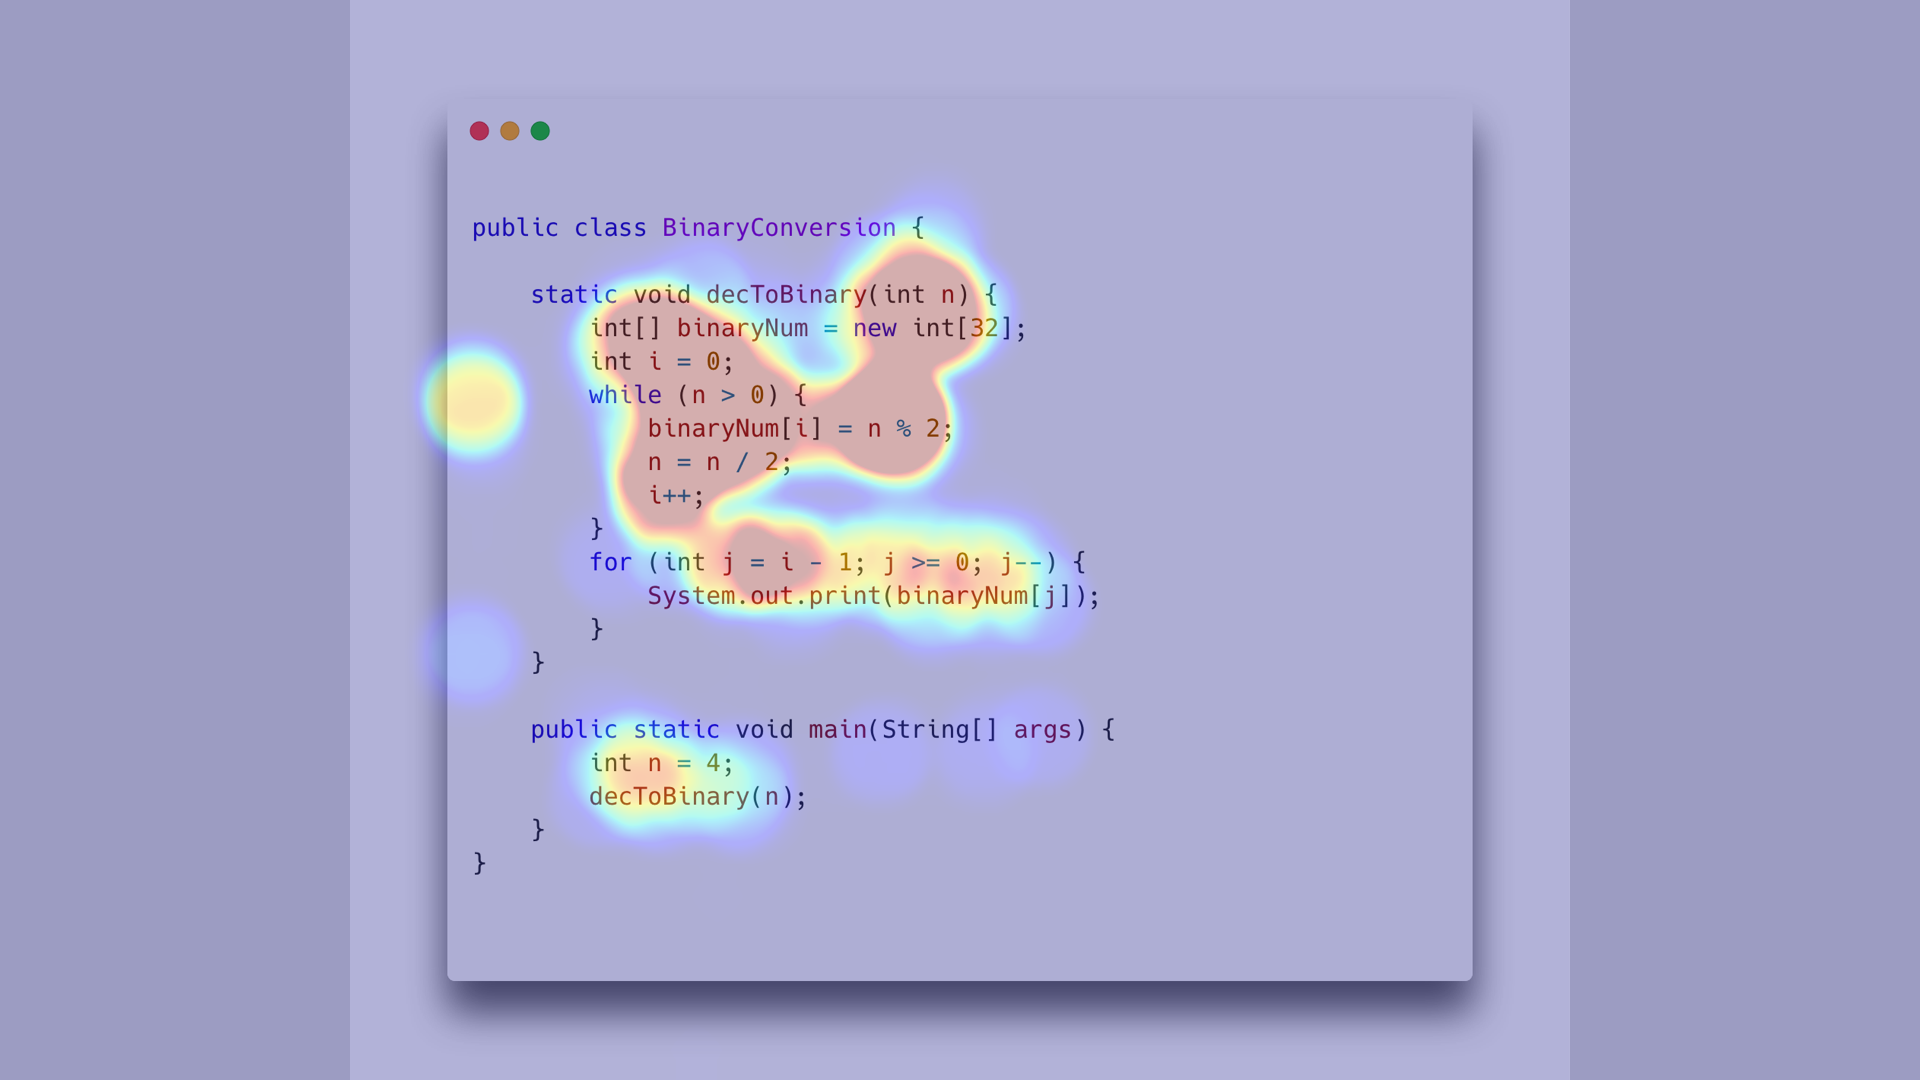 public class BinaryConversion {
static void decToBinary(int n) {
int[] binaryNum = new int[32];
int i = 0;
while (n > 0) {
binaryNum[i] = n % 2;
n = n / 2;
i++;
}
for (int j = i - 1; j >= 0; j--) {
System.out.print(binaryNum[j]);
}
}
public static void main(String[] args) {
int n = 4;
decToBinary(n);
}
}